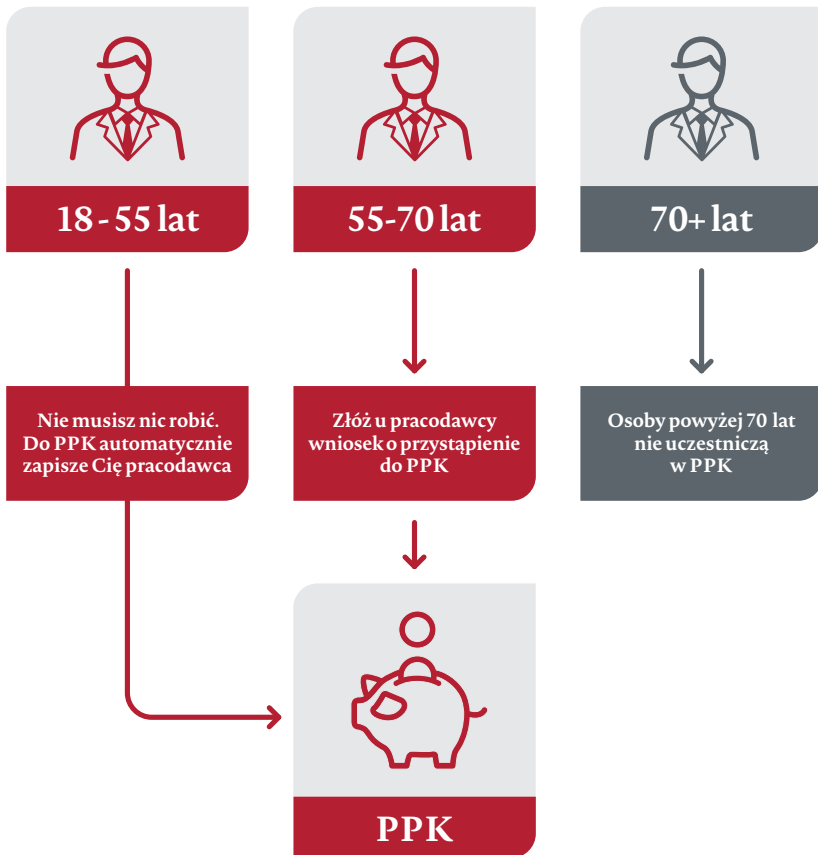 18 - 55 lat
55-70 lat
70+ lat
Nie musisz nic robić.
Do PPK automatycznie
zapisze Cię pracodawca
Złóż u pracodawcy
wniosek o przystąpienie
do PPK
Osoby powyżej 70 lat
nie uczestniczą
w PPK
PPK